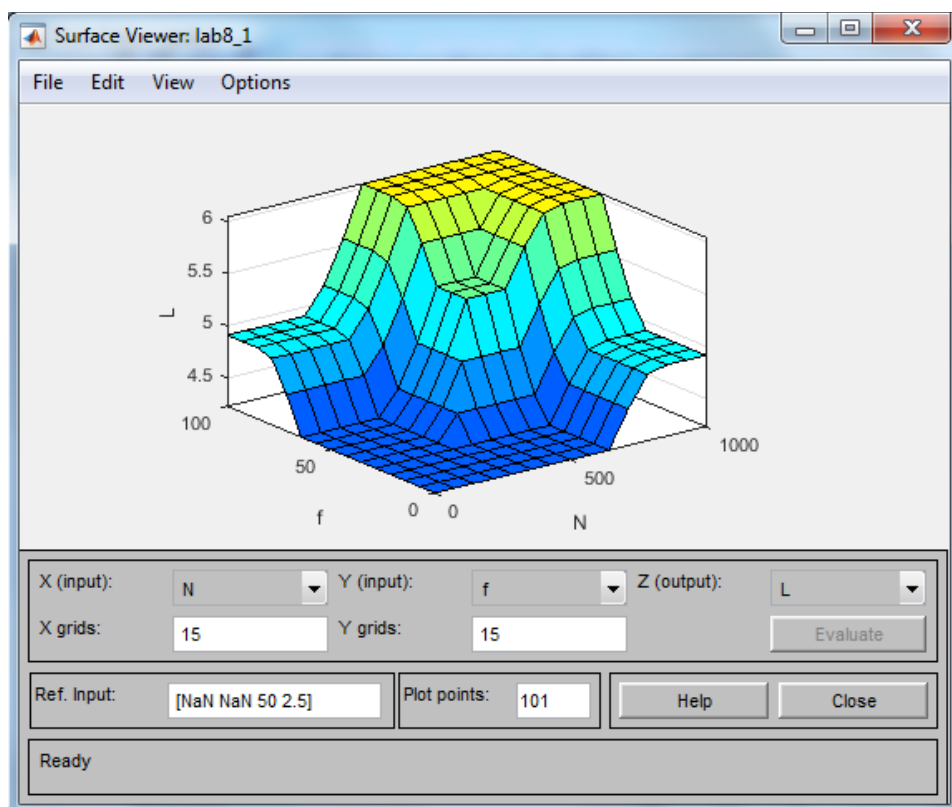 Surface Viewer: lab8_1
File Edit View Options
6
5.5
5
4.5
L
100
50
0
f
0
500
1000
N
X (input): N Y (input): f Z (output): L
X grids: 15 Y grids: 15 Evaluate
Ref. Input: [NaN NaN 50 2.5] Plot points: 101 Help Close
Ready